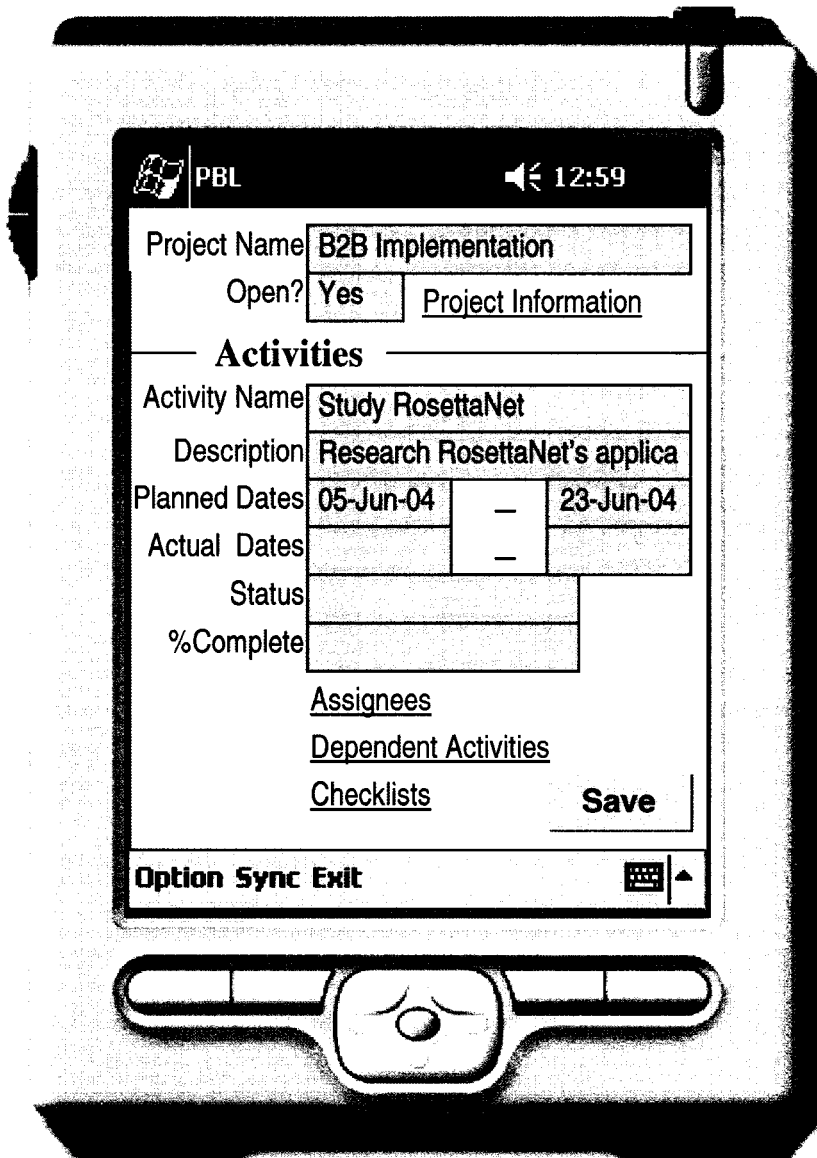 PBL 12:59
Project Name B2B Implementation
Open? Yes Project Information
Activities
Activity Name Study RosettaNet
Description Research RosettaNet's applica
Planned Dates 05-Jun-04 – 23-Jun-04
Actual Dates –
Status
%Complete
Assignees
Dependent Activities
Checklists Save
Option Sync Exit